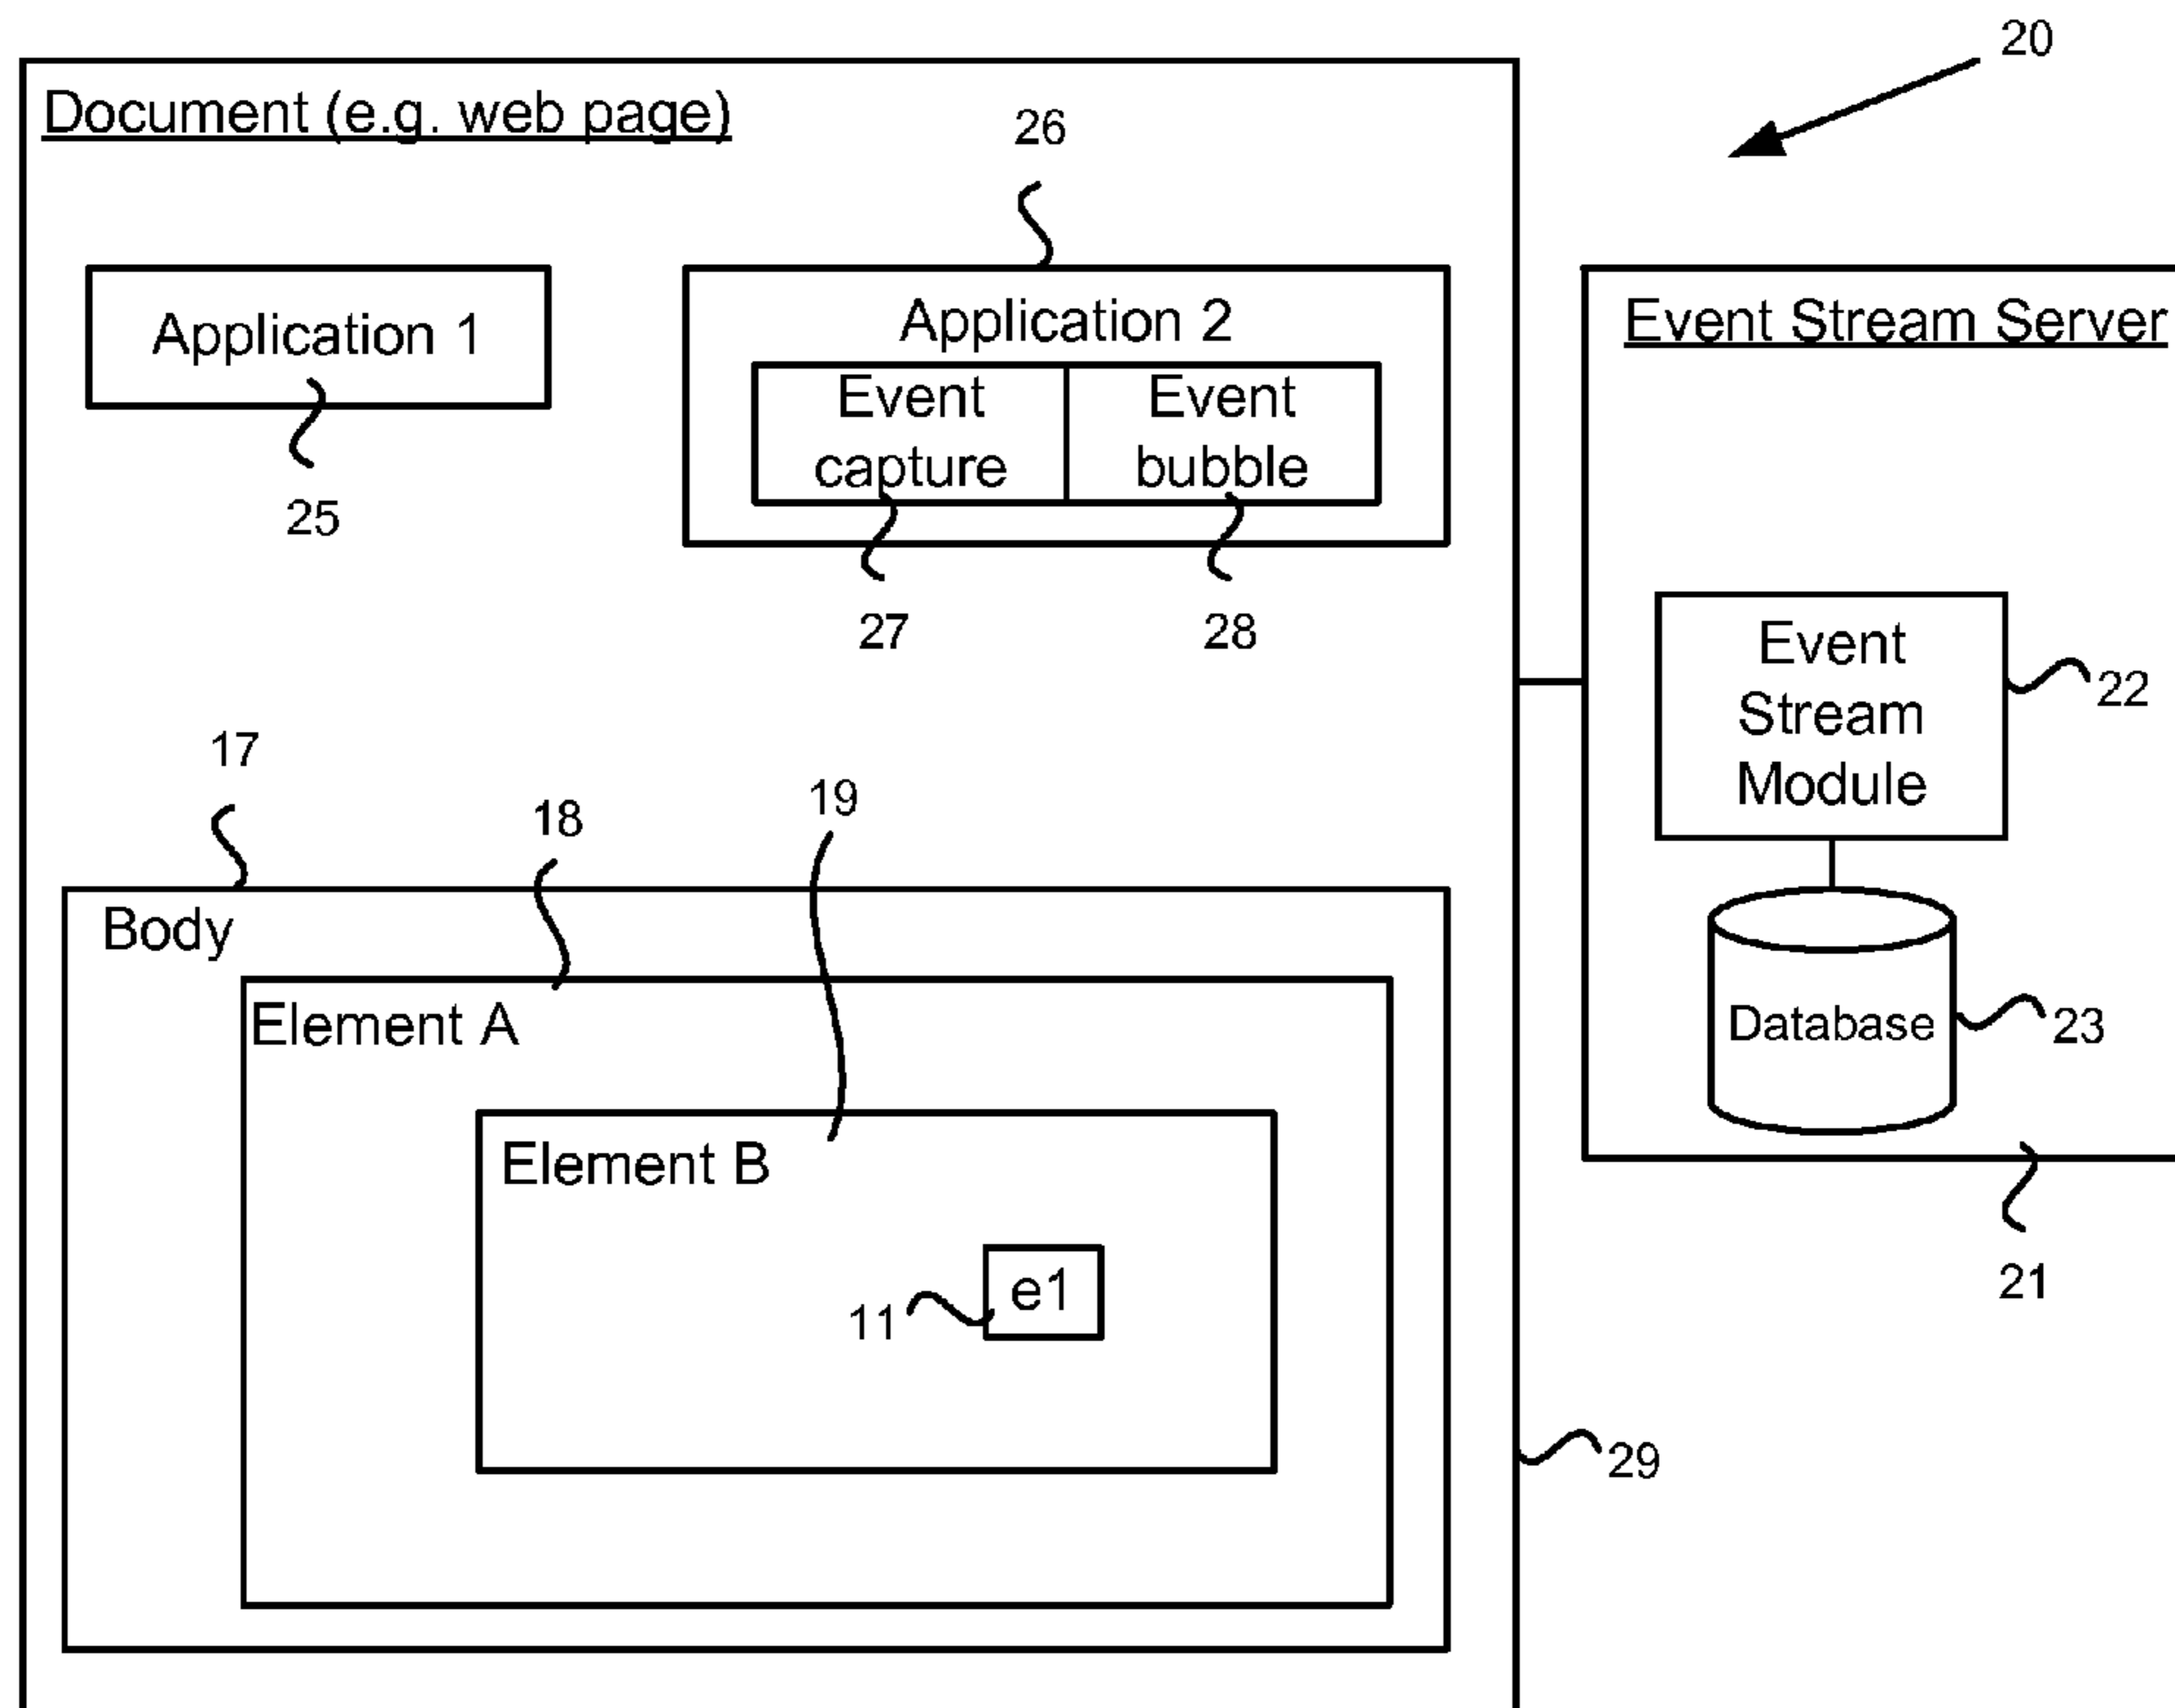 20
Document (e.g. web page)
26
Application 1
Application 2
Event
capture
Event
bubble
25
27
28
Event Stream Server
Event
Stream
Module
22
17
18
19
Body
Database
23
Element A
Element B
e1
11
21
29